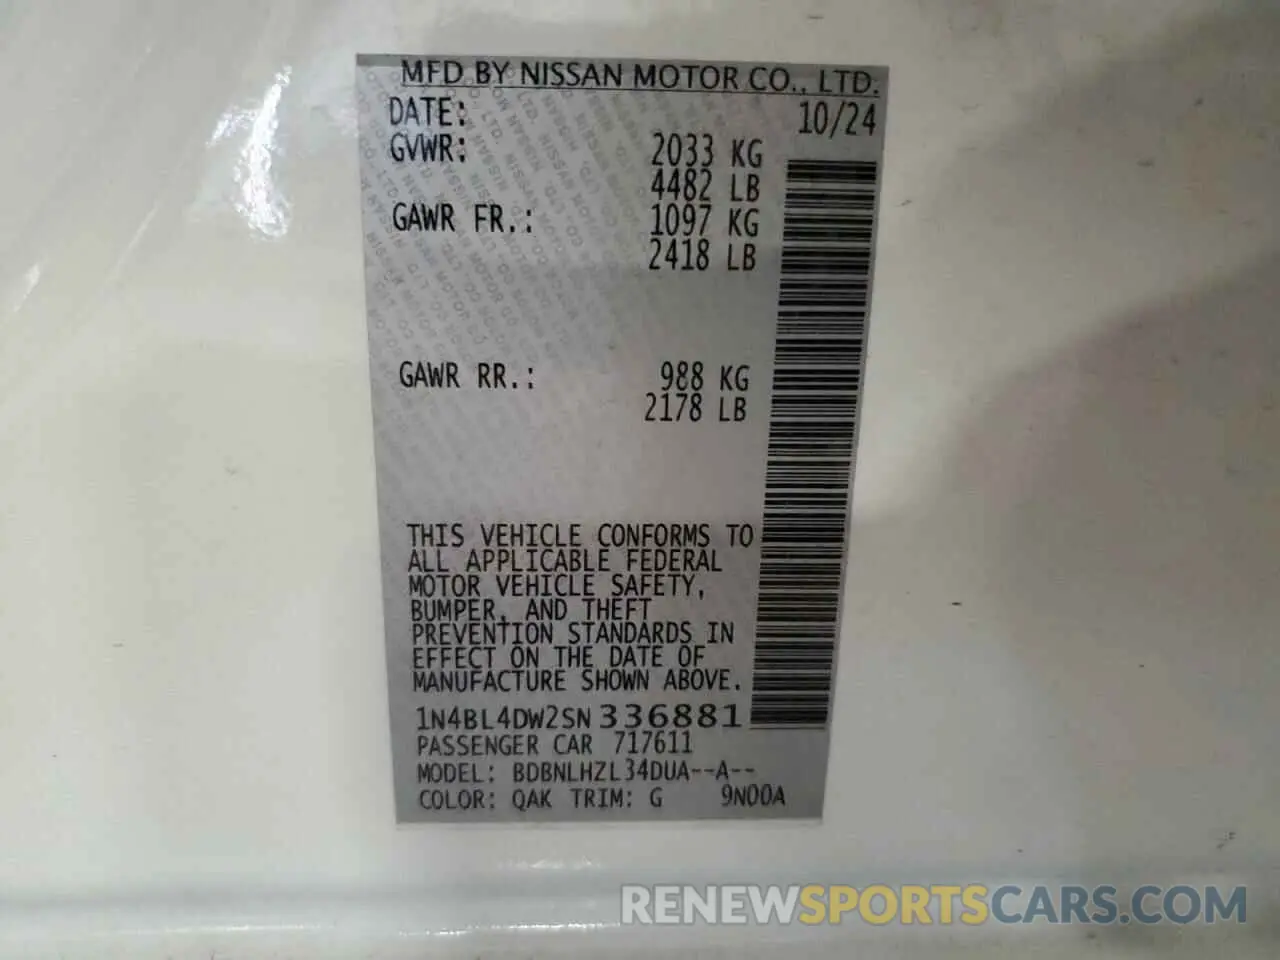 MFD BY NISSAN MOTOR CO., LTD.
DATE: 10/24
GVWR: 2033 KG
4482 LB
GAWR FR.: 1097 KG
2418 LB
GAWR RR.: 988 KG
2178 LB
THIS VEHICLE CONFORMS TO
ALL APPLICABLE FEDERAL
MOTOR VEHICLE SAFETY,
BUMPER, AND THEFT
PREVENTION STANDARDS IN
EFFECT ON THE DATE OF
MANUFACTURE SHOWN ABOVE.
1N4BL4DW2SN336881
PASSENGER CAR 717611
MODEL: BDBNLHZL34DUA--A--
COLOR: QAK TRIM: G 9N00A
RENEWSPORTSCARS.COM